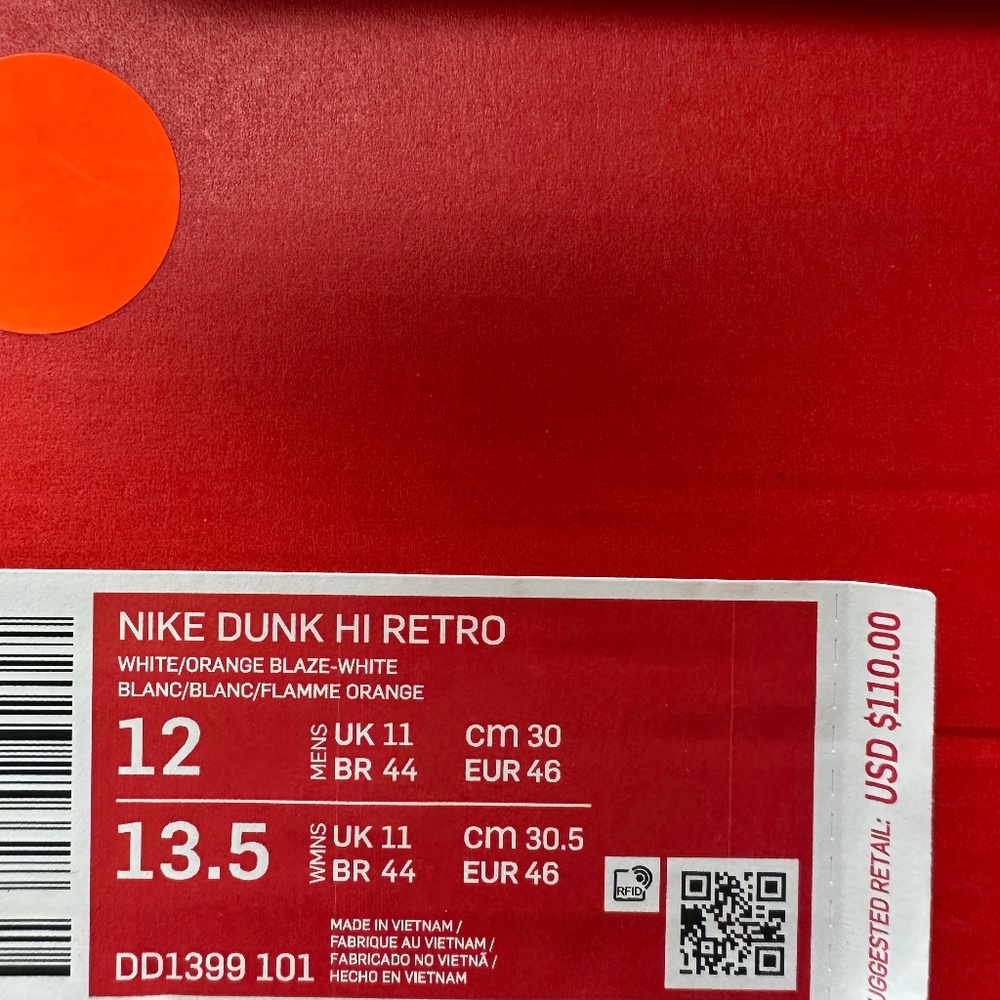 NIKE DUNK HI RETRO
WHITE/ORANGE BLAZE-WHITE
BLANC/BLANC/FLAMME ORANGE
12 MENS UK 11 CM 30
BR 44 EUR 46
13.5 WMNS UK 11 CM 30.5
BR 44 EUR 46
MADE IN VIETNAM /
FABRIQUE AU VIETNAM /
FABRICADO NO VIETNÃ /
HECHO EN VIETNAM
DD1399 101
RFID
UGGESTED RETAIL: USD $110.00